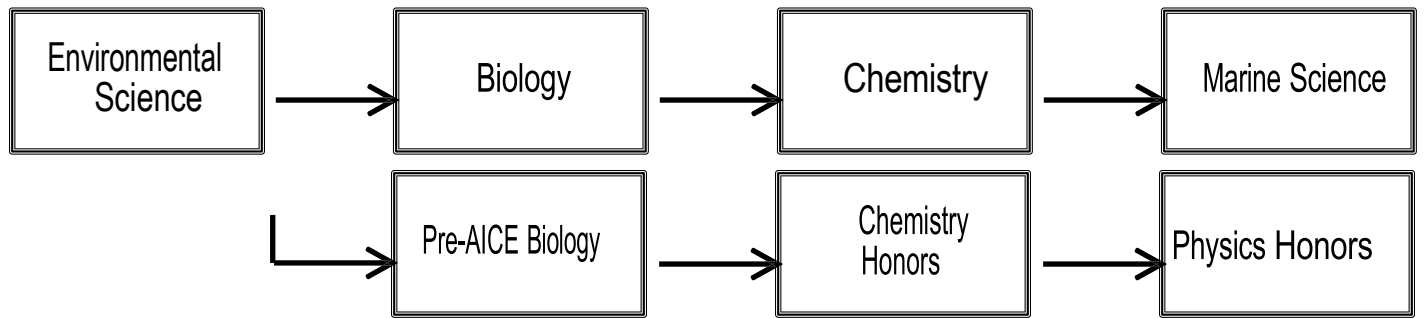 Environmental
Science
Biology
Chemistry
Marine Science
Pre-AICE Biology
Chemistry
Honors
Physics Honors